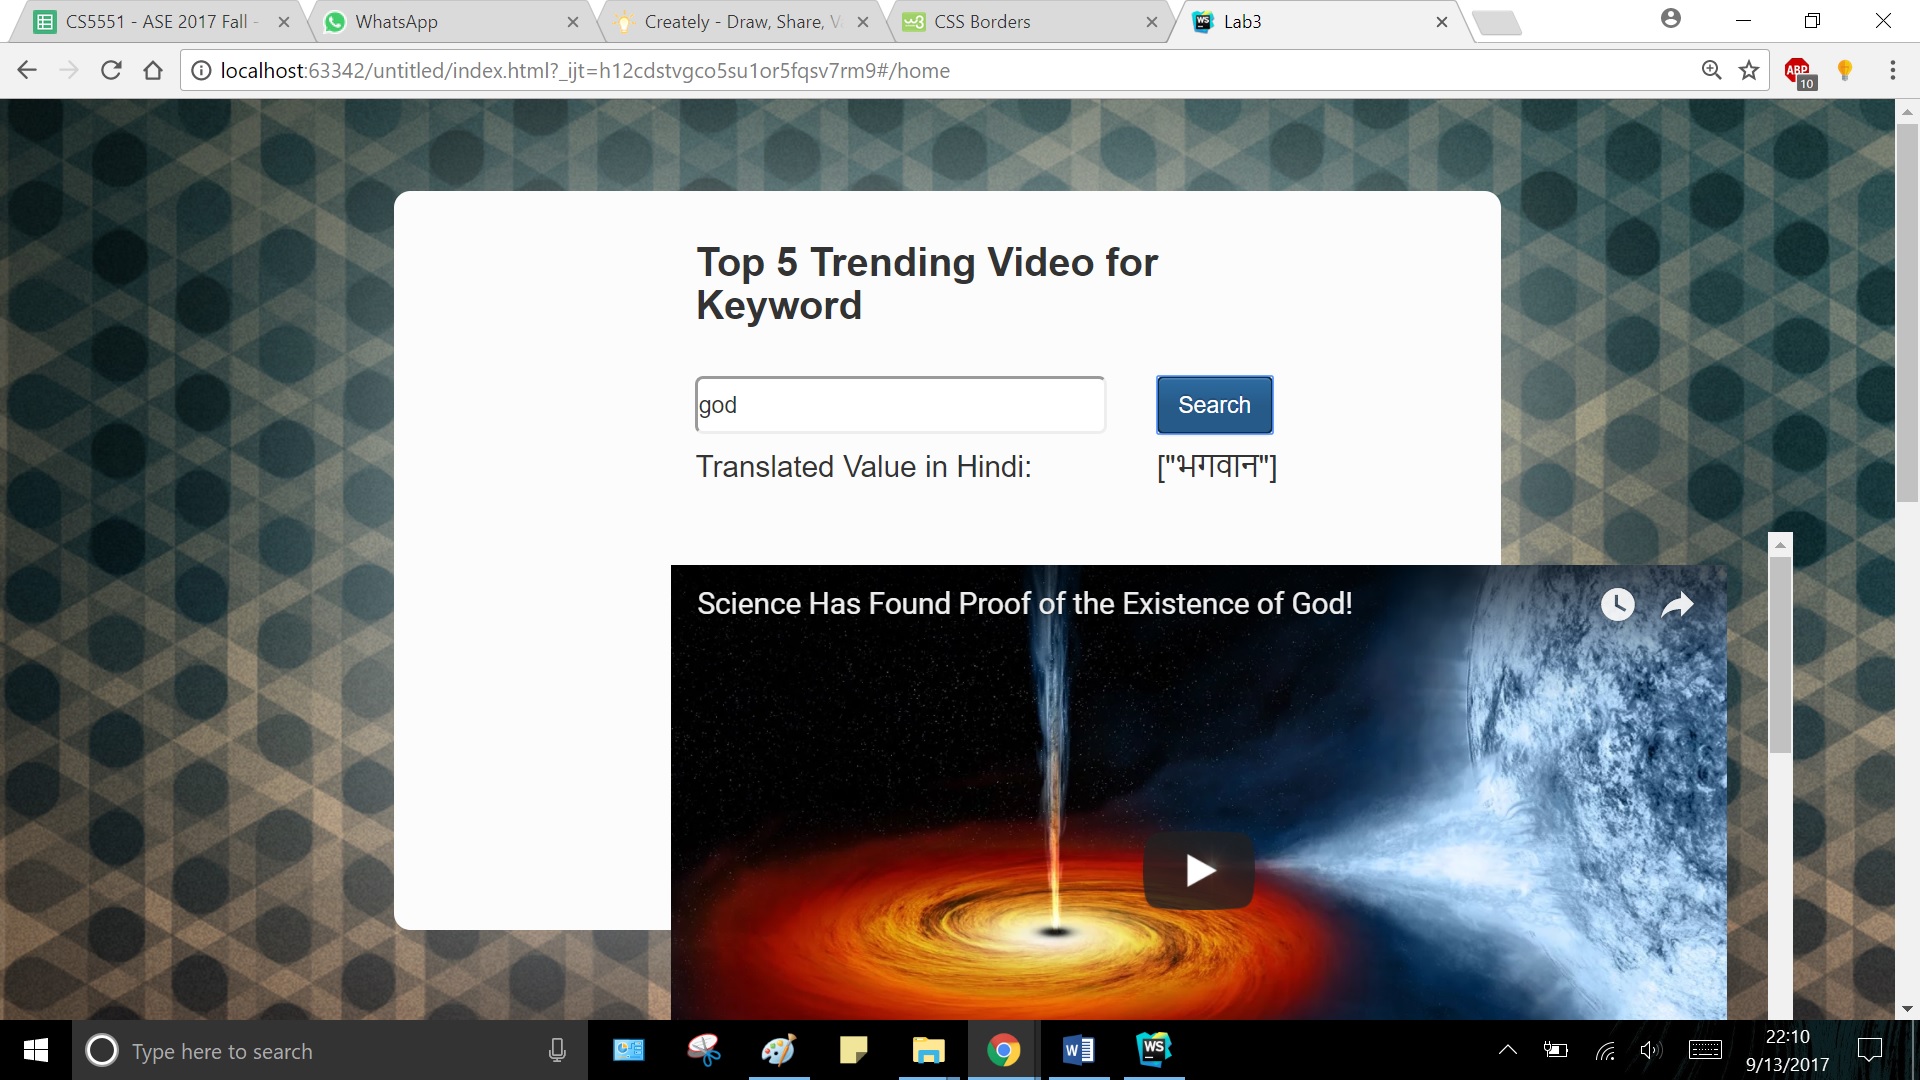 CS5551 - ASE 2017 Fall -
WhatsApp
Creately - Draw, Share, Va
CSS Borders
Lab3
localhost:63342/untitled/index.html?_ijt=h12cdstvgco5su1or5fqsv7rm9#/home
ABP
10
Top 5 Trending Video for
Keyword
god
Search
Translated Value in Hindi:
["भगवान"]
Science Has Found Proof of the Existence of God!
Type here to search
WS
22:10
9/13/2017